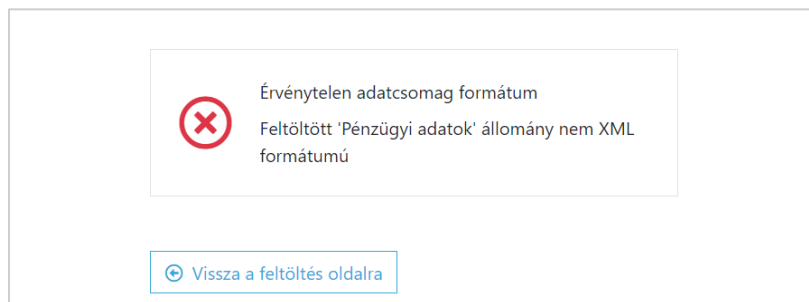 Érvénytelen adatcsomag formátum
Feltöltött 'Pénzügyi adatok' állomány nem XML
formátumú
Vissza a feltöltés oldalra